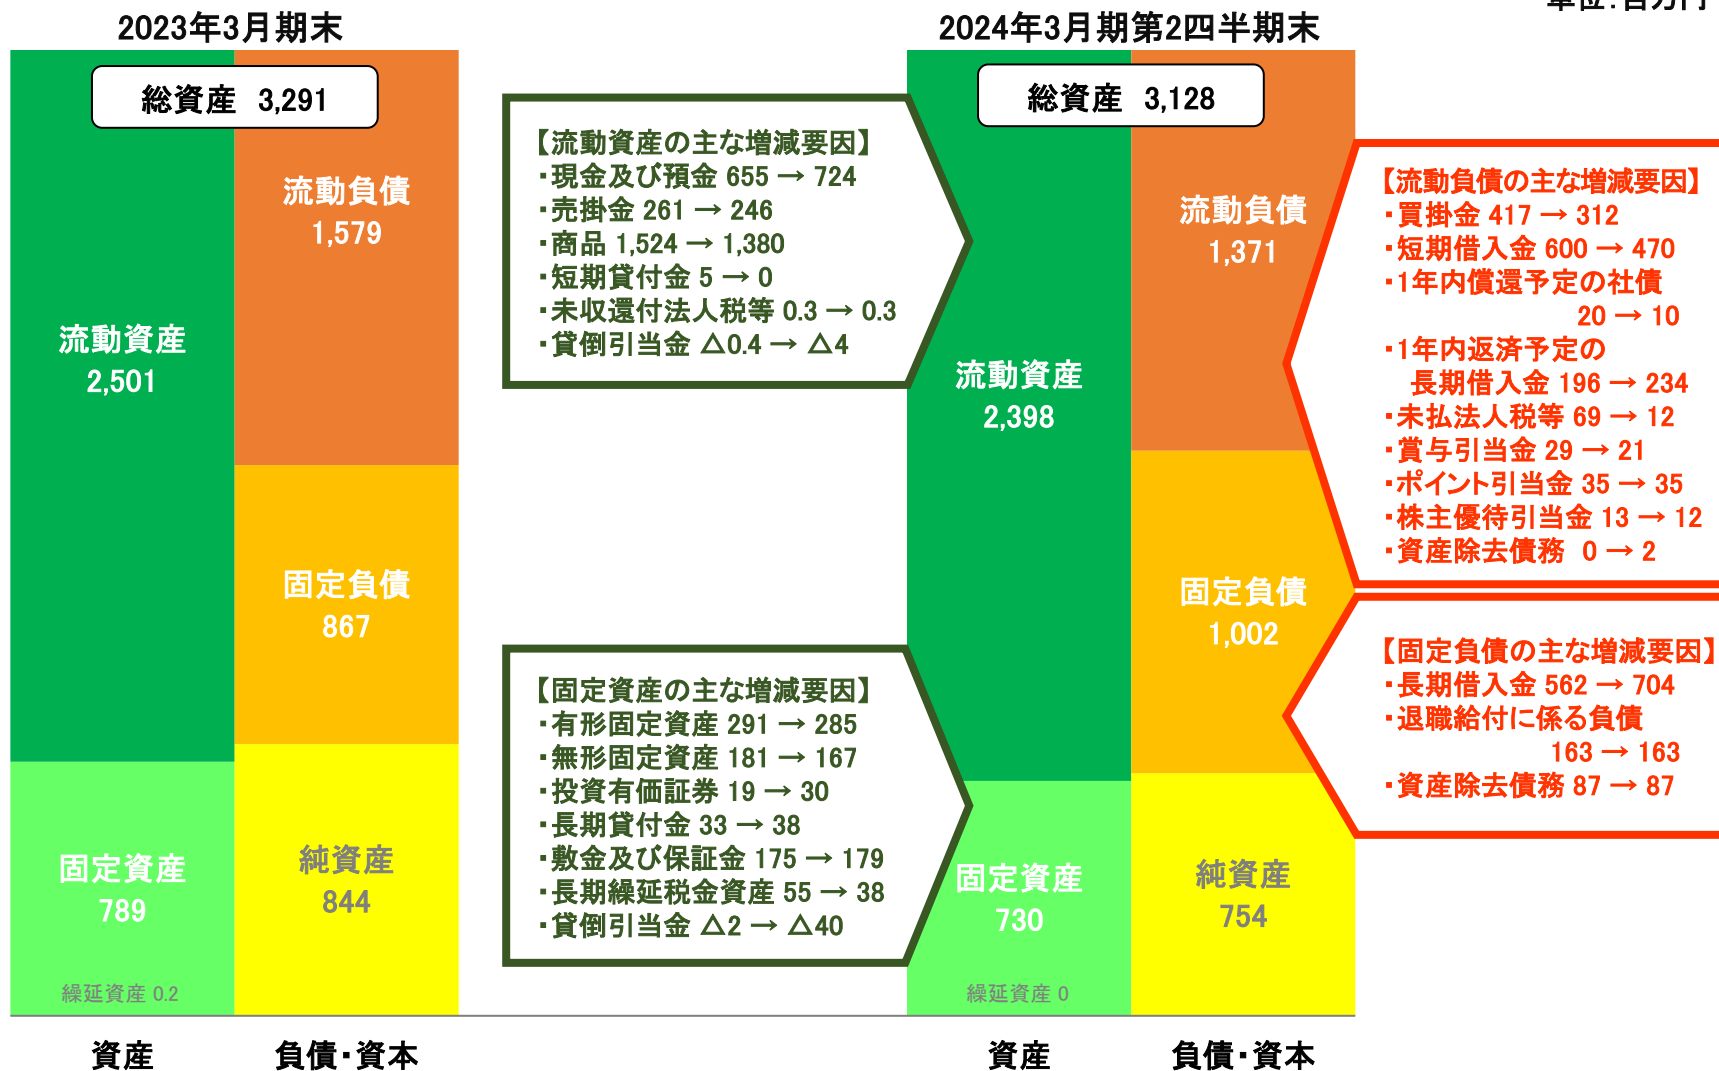 単位：百万円
2023年3月期末
総資産 3,291
流動資産
2,501
流動負債
1,579
固定負債
867
固定資産
789
純資産
844
繰延資産 0.2
資産
負債・資本
【流動資産の主な増減要因】
・現金及び預金 655 → 724
・売掛金 261 → 246
・商品 1,524 → 1,380
・短期貸付金 5 → 0
・未収還付法人税等 0.3 → 0.3
・貸倒引当金 △0.4 → △4
【固定資産の主な増減要因】
・有形固定資産 291 → 285
・無形固定資産 181 → 167
・投資有価証券 19 → 30
・長期貸付金 33 → 38
・敷金及び保証金 175 → 179
・長期繰延税金資産 55 → 38
・貸倒引当金 △2 → △40
2024年3月期第2四半期末
総資産 3,128
流動資産
2,398
流動負債
1,371
固定負債
1,002
固定資産
730
純資産
754
繰延資産 0
資産
負債・資本
【流動負債の主な増減要因】
・買掛金 417 → 312
・短期借入金 600 → 470
・1年内償還予定の社債
20 → 10
・1年内返済予定の
長期借入金 196 → 234
・未払法人税等 69 → 12
・賞与引当金 29 → 21
・ポイント引当金 35 → 35
・株主優待引当金 13 → 12
・資産除去債務 0 → 2
【固定負債の主な増減要因】
・長期借入金 562 → 704
・退職給付に係る負債
163 → 163
・資産除去債務 87 → 87